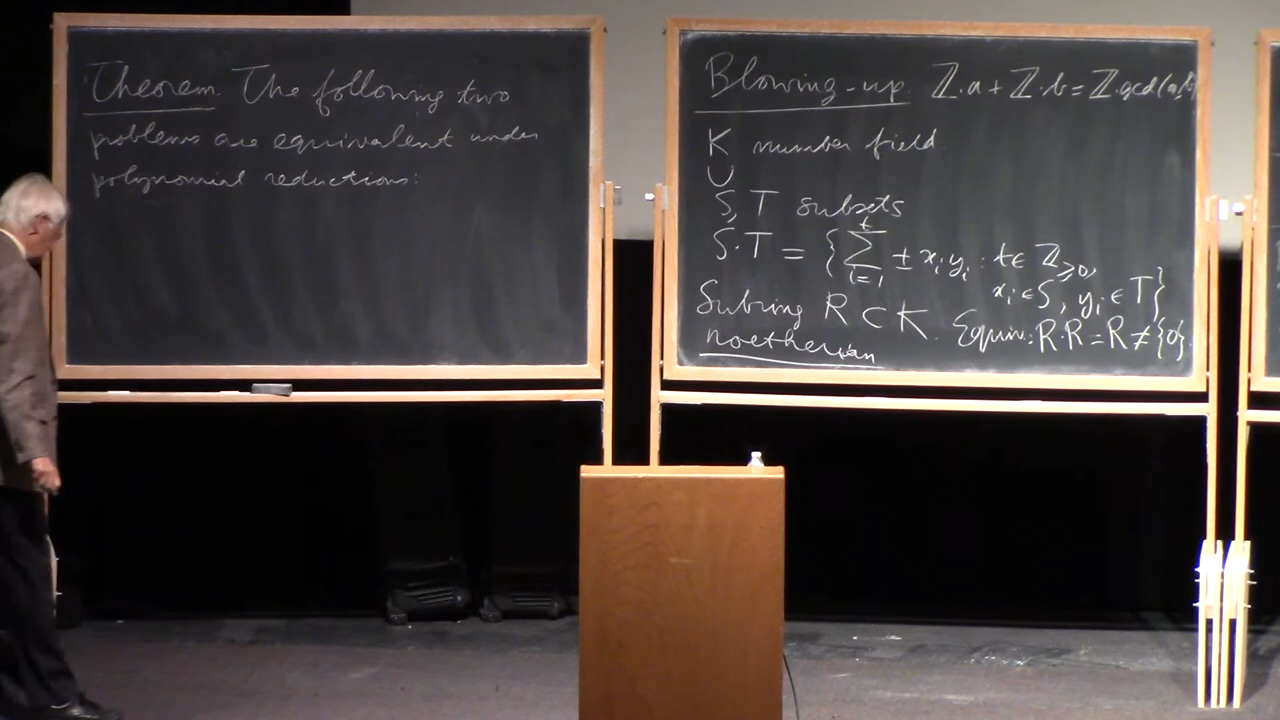 Theorem. The following two
problems are equivalent under
polynomial reductions:
Blowing-up. ℤ·a + ℤ·b = ℤ·gcd(a,b)
K number field.
∪
S, T subsets
S·T = { ∑_{i=1}^{t} ± x_i y_i : t ∈ ℤ_{≥0},
x_i ∈ S, y_i ∈ T}
Subring R ⊂ K. Equiv.: R·R = R ≠ {0}.
noetherian